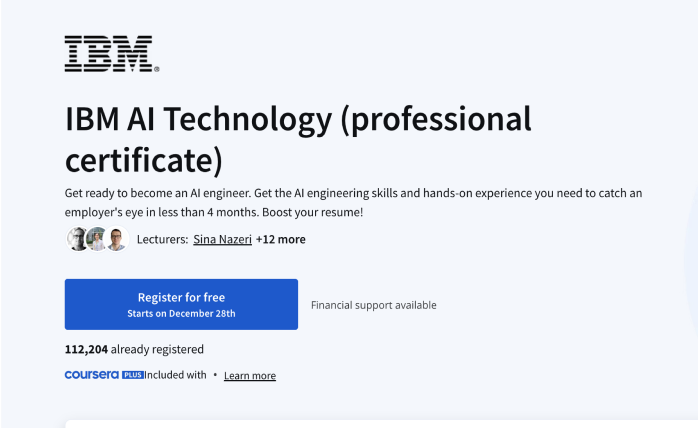 IBM®
IBM AI Technology (professional
certificate)
Get ready to become an AI engineer. Get the AI engineering skills and hands-on experience you need to catch an
employer's eye in less than 4 months. Boost your resume!
Lecturers: Sina Nazeri +12 more
Register for free
Starts on December 28th
Financial support available
112,204 already registered
coursera PLUS Included with • Learn more